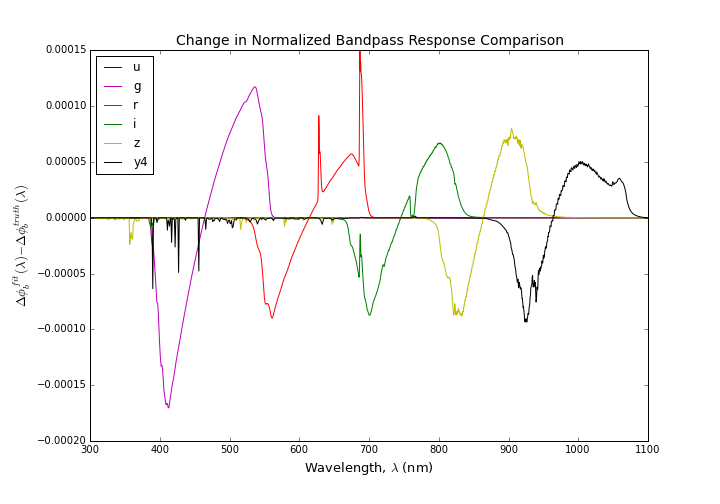 Change in Normalized Bandpass Response Comparison
0.00015
0.00010
0.00005
0.00000
−0.00005
−0.00010
−0.00015
−0.00020
Δϕ_b^{fit}(λ)−Δϕ_b^{truth}(λ)
u
g
r
i
z
y4
300 400 500 600 700 800 900 1000 1100
Wavelength, λ (nm)